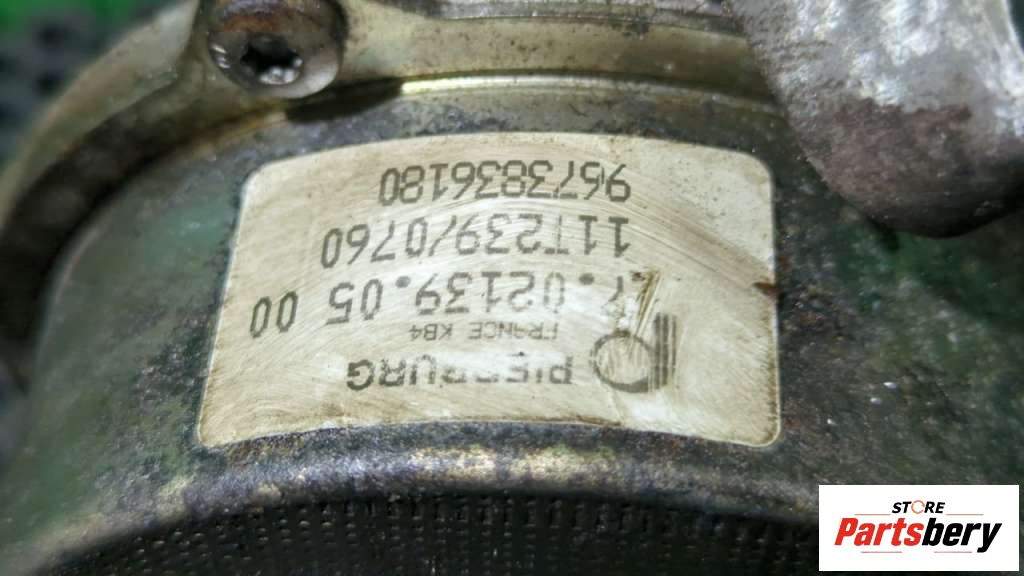 PIERBURG
FRANCE KB4
7.02139.05 00
11T239/0760
9673836180
STORE
Partsbery